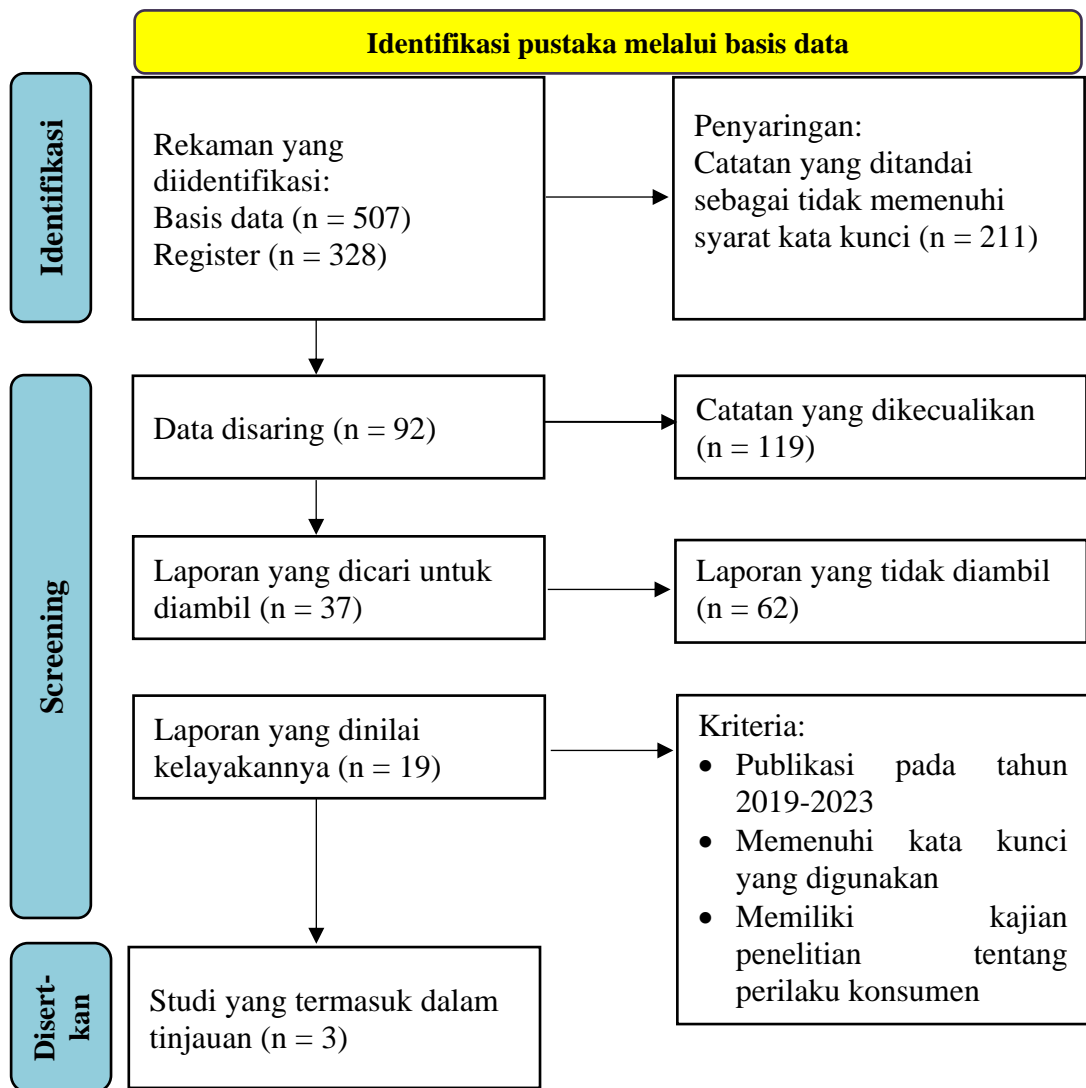 Identifikasi pustaka melalui basis data
Identifikasi
Rekaman yang
diidentifikasi:
Basis data (n = 507)
Register (n = 328)
Penyaringan:
Catatan yang ditandai
sebagai tidak memenuhi
syarat kata kunci (n = 211)
Screening
Data disaring (n = 92)
Catatan yang dikecualikan
(n = 119)
Laporan yang dicari untuk
diambil (n = 37)
Laporan yang tidak diambil
(n = 62)
Laporan yang dinilai
kelayakannya (n = 19)
Kriteria:
• Publikasi pada tahun
2019-2023
• Memenuhi kata kunci
yang digunakan
• Memiliki kajian
penelitian tentang
perilaku konsumen
Disert-
kan
Studi yang termasuk dalam
tinjauan (n = 3)